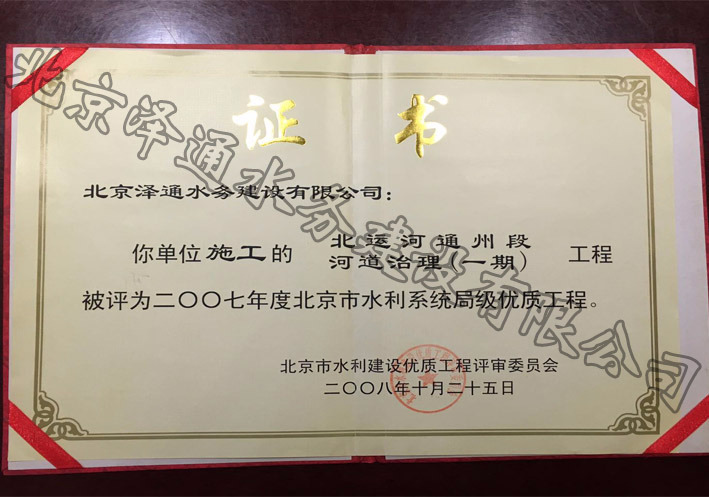 证书
北京泽通水务建设有限公司：
你单位施工的 北运河通州段 工程
河道治理(一期)
被评为二〇〇七年度北京市水利系统局级优质工程。
北京市水利建设优质工程评审委员会
二〇〇八年十月二十五日
北京泽通水务建设有限公司